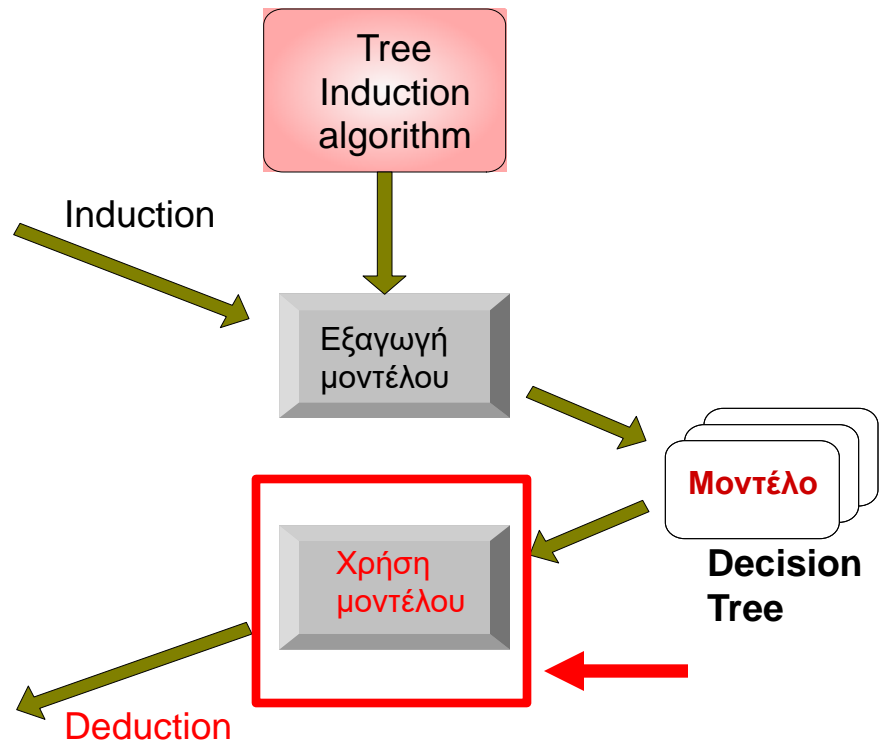 Tree
Induction
algorithm
Induction
Εξαγωγή
μοντέλου
Μοντέλο
Decision
Tree
Χρήση
μοντέλου
Deduction